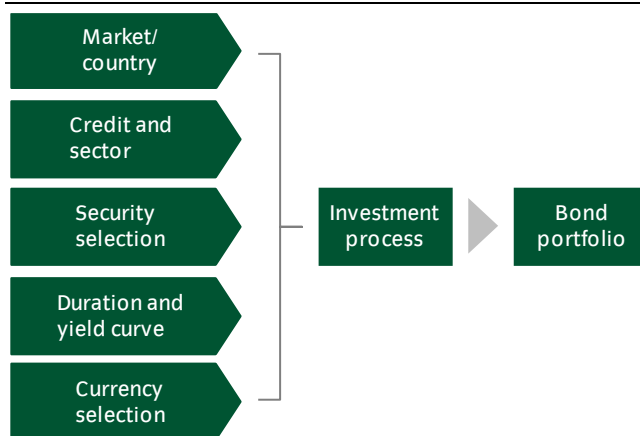 Market/
country
Credit and
sector
Security
selection
Duration and
yield curve
Currency
selection
Investment
process
Bond
portfolio